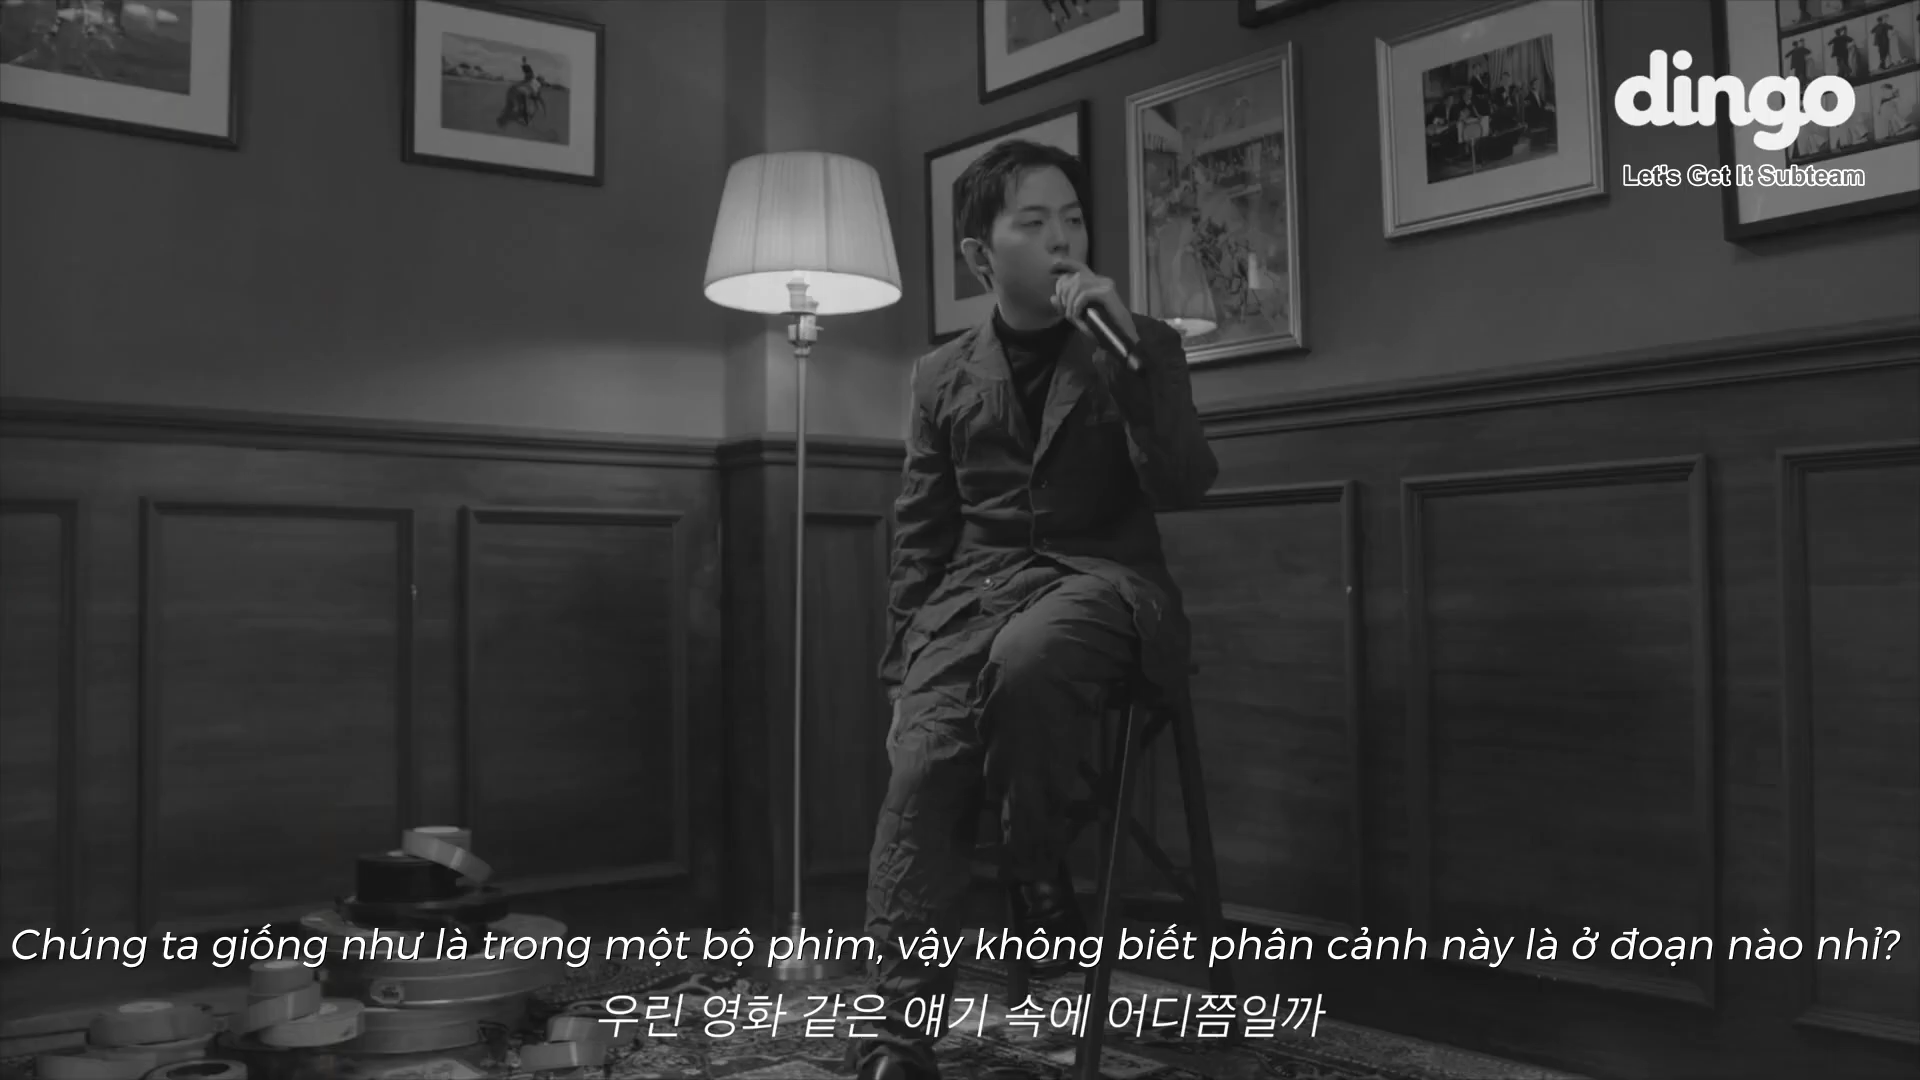 dingo
Let's Get It Subteam
Chúng ta giống như là trong một bộ phim, vậy không biết phân cảnh này là ở đoạn nào nhỉ?
우린 영화 같은 얘기 속에 어디쯤일까